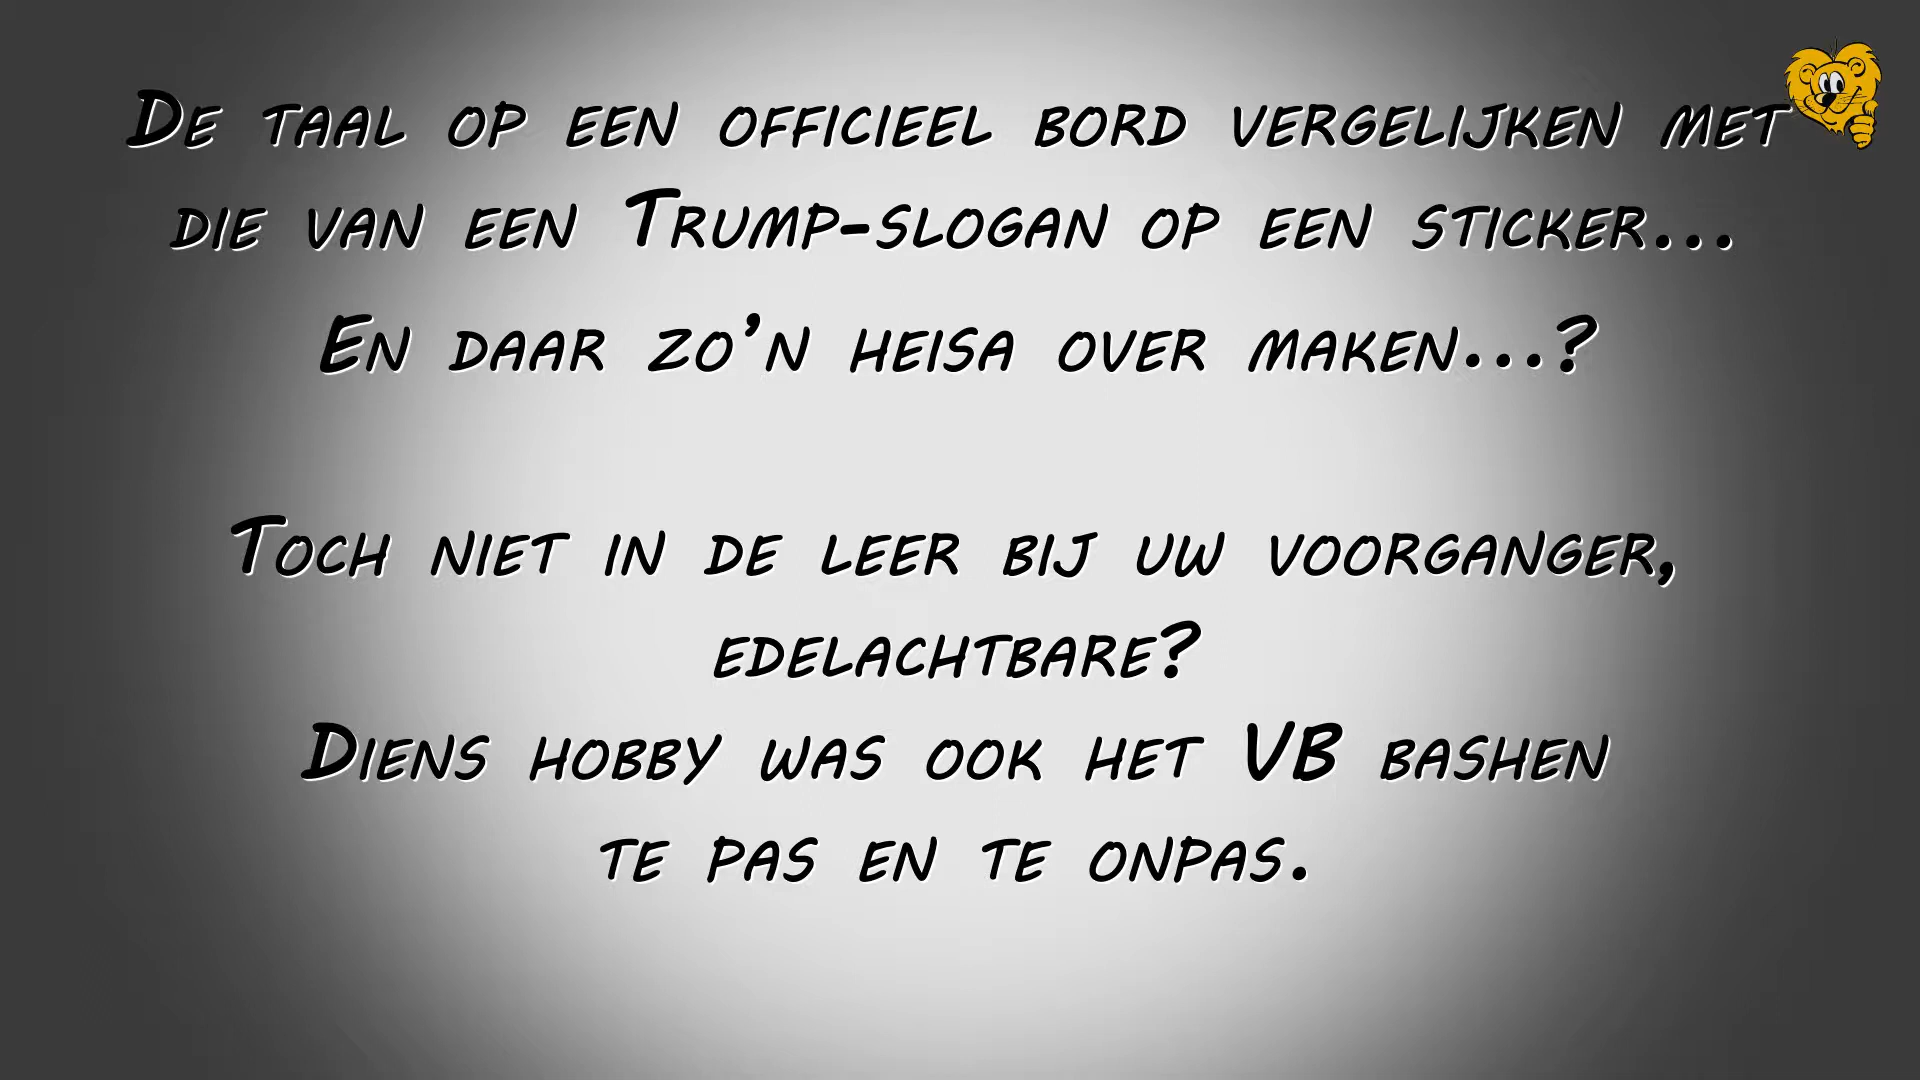 De taal op een officieel bord vergelijken met
die van een Trump-slogan op een sticker...
En daar zo'n heisa over maken...?
Toch niet in de leer bij uw voorganger,
edelachtbare?
Diens hobby was ook het VB bashen
te pas en te onpas.